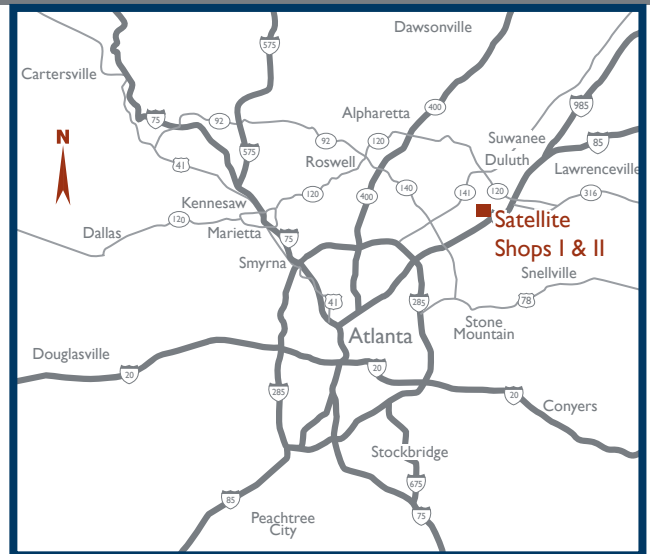 Dawsonville
575
Cartersville
985
400
Alpharetta
75
92
Suwanee
N
92
120
85
575
Duluth
Roswell
41
Lawrenceville
140
141
120
316
120
400
Kennesaw
Satellite
Shops I & II
120
Marietta
Dallas
75
Smyrna
Snellville
41
285
78
Stone
Mountain
Atlanta
Douglasville
20
20
285
20
Conyers
Stockbridge
675
85
75
Peachtree
City